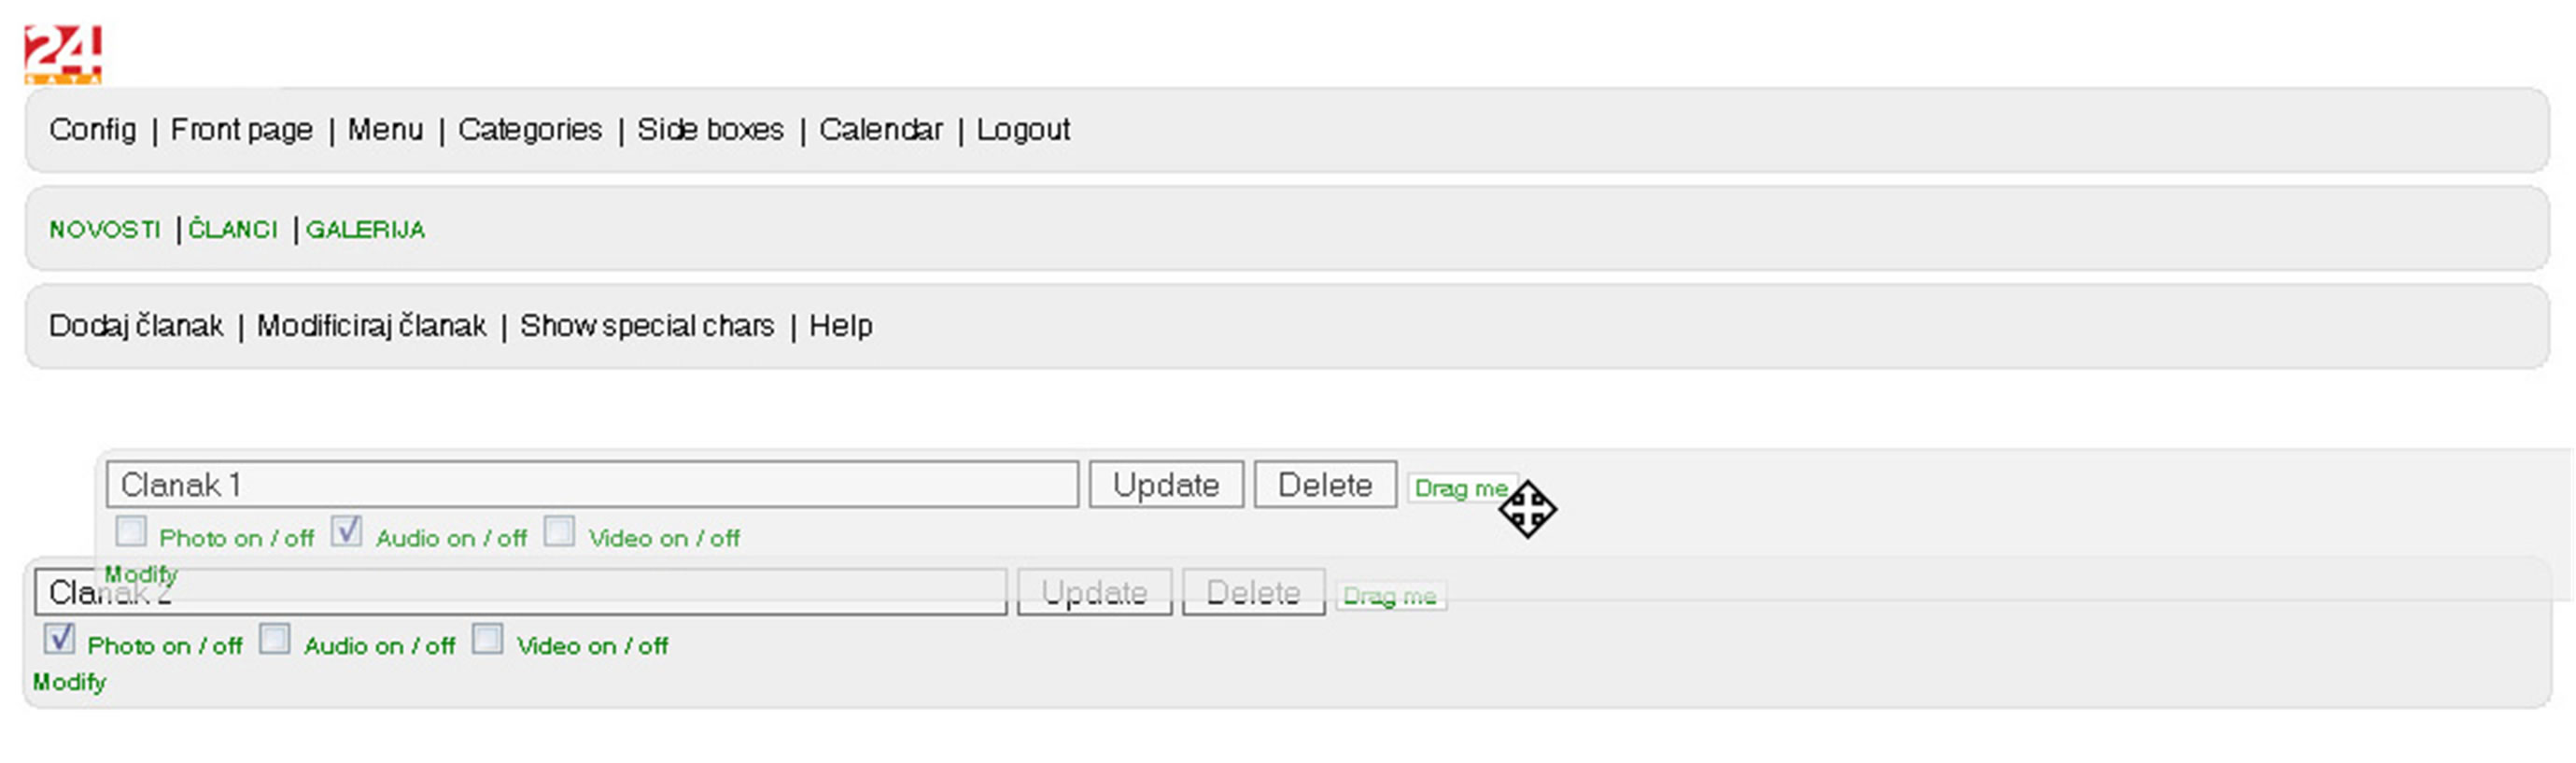 24
SATA
Config | Front page | Menu | Categories | Side boxes | Calendar | Logout
NOVOSTI | ČLANCI | GALERIJA
Dodaj članak | Modificiraj članak | Show special chars | Help
Clanak 1 Update Delete Drag me
Photo on / off Audio on / off Video on / off
Modify
Clanak 2 Update Delete Drag me
Photo on / off Audio on / off Video on / off
Modify